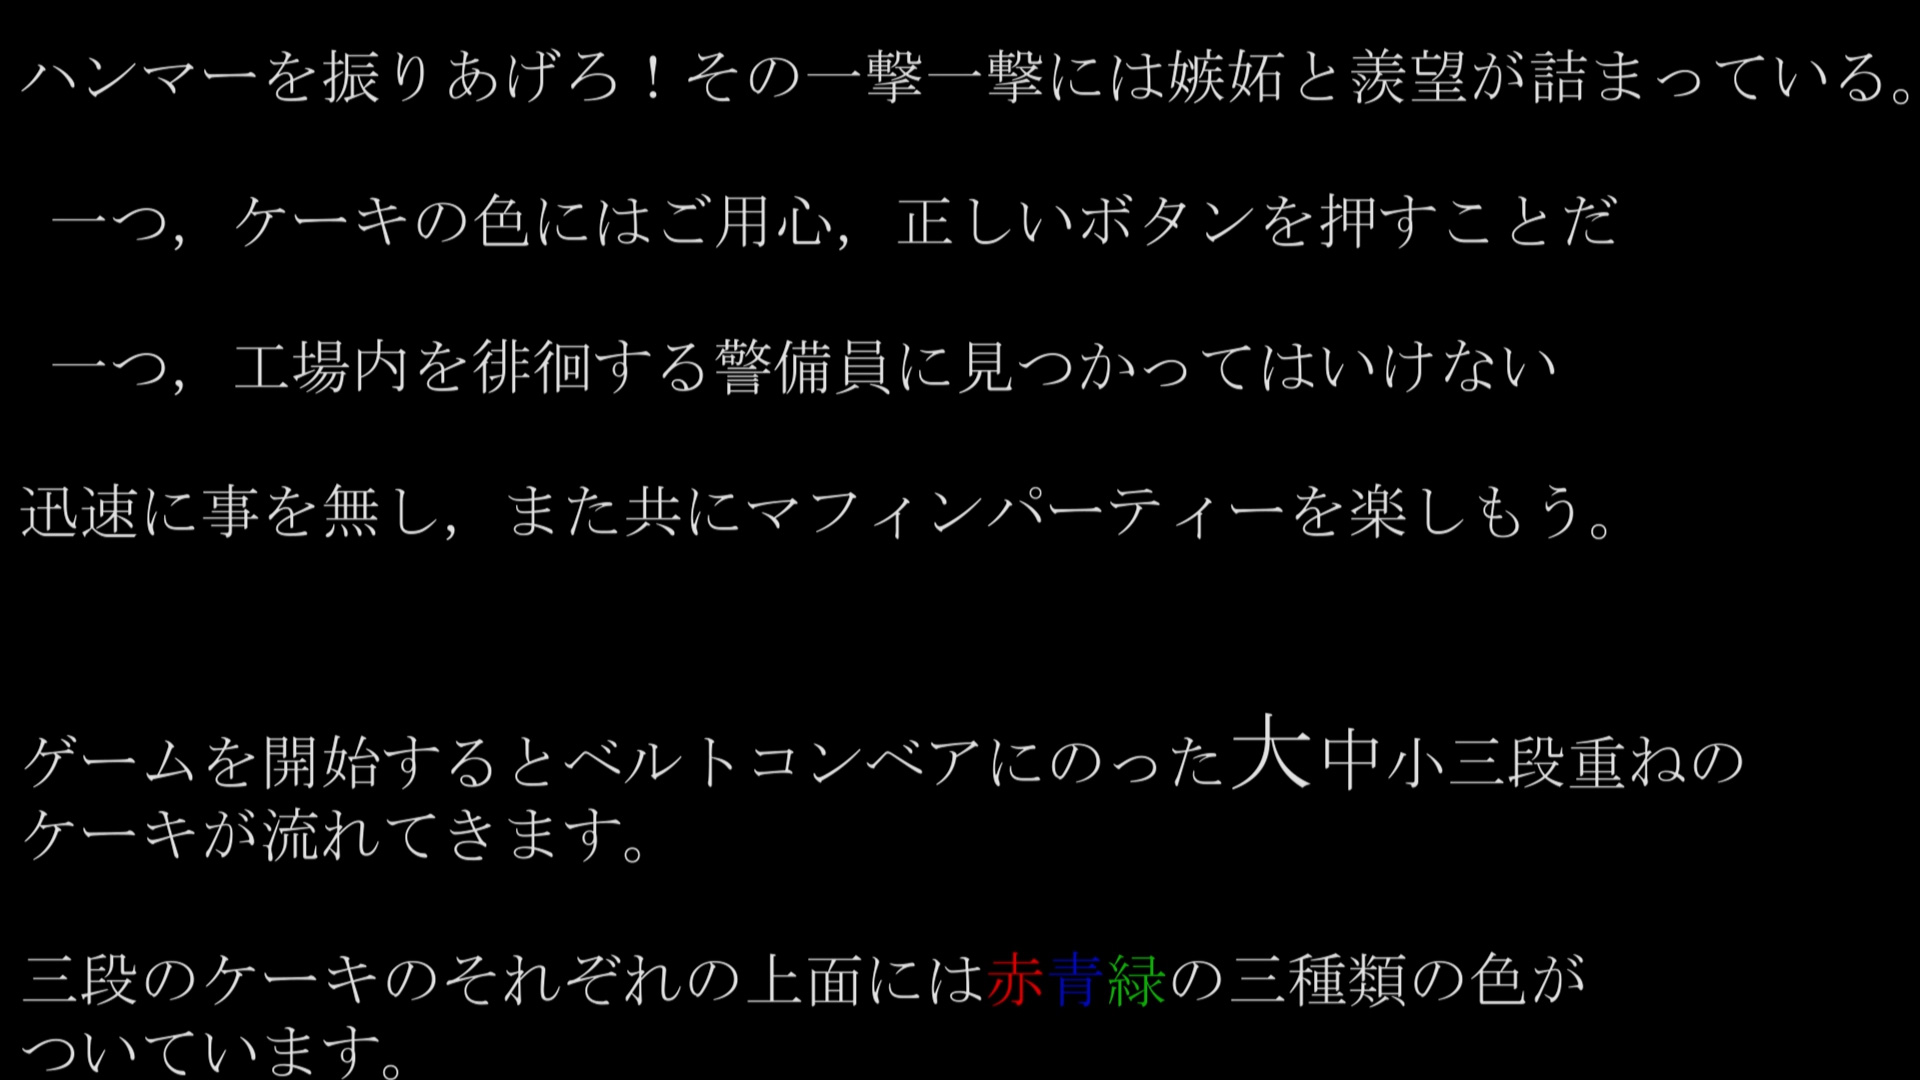 ハンマーを振りあげろ！その一撃一撃には嫉妬と羨望が詰まっている。
一つ，ケーキの色にはご用心，正しいボタンを押すことだ
一つ，工場内を徘徊する警備員に見つかってはいけない
迅速に事を無し，また共にマフィンパーティーを楽しもう。
ゲームを開始するとベルトコンベアにのった大中小三段重ねの
ケーキが流れてきます。
三段のケーキのそれぞれの上面には赤青緑の三種類の色が
ついています。